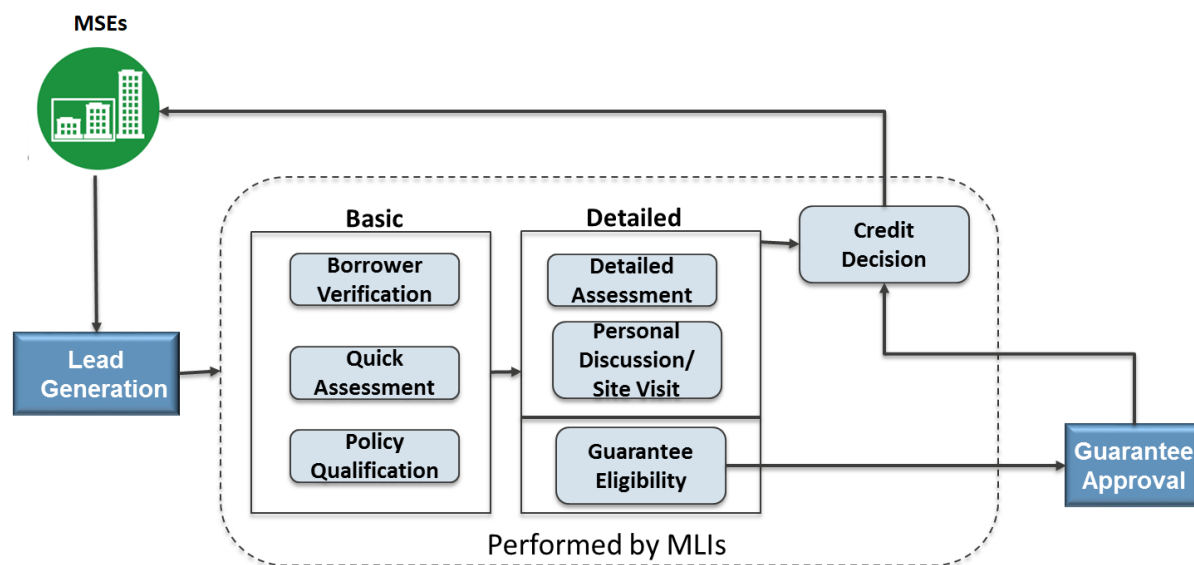 MSEs
Basic
Detailed
Borrower
Verification
Quick
Assessment
Policy
Qualification
Detailed
Assessment
Personal
Discussion/
Site Visit
Guarantee
Eligibility
Credit
Decision
Lead
Generation
Guarantee
Approval
Performed by MLIs